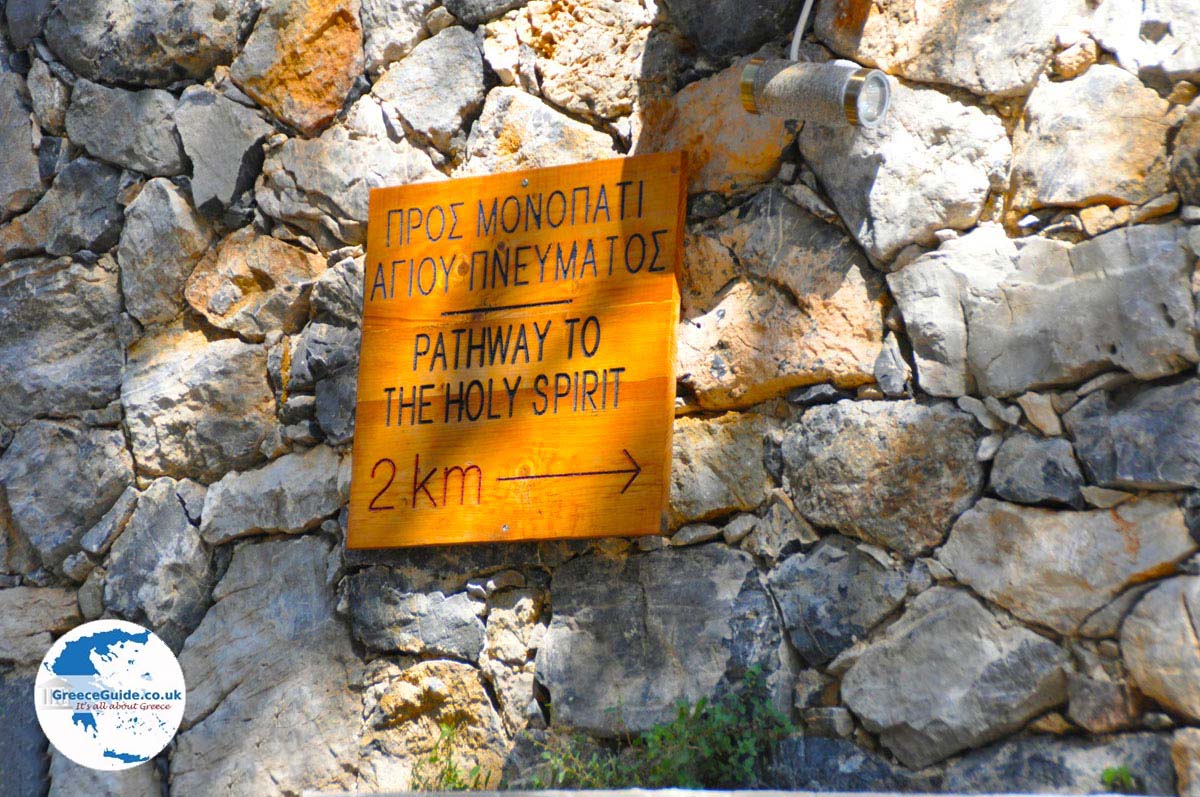 ΠΡΟΣ ΜΟΝΟΠΑΤΙ
ΑΓΙΟΥ ΠΝΕΥΜΑΤΟΣ
PATHWAY TO
THE HOLY SPIRIT
2 km
GreeceGuide.co.uk
It's all about Greece